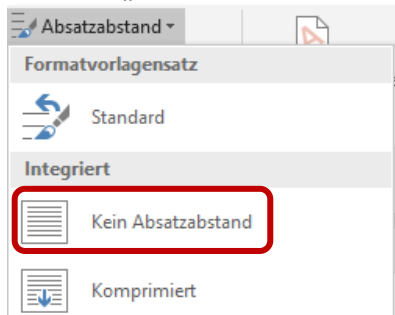 Absatzabstand
Formatvorlagensatz
Standard
Integriert
Kein Absatzabstand
Komprimiert